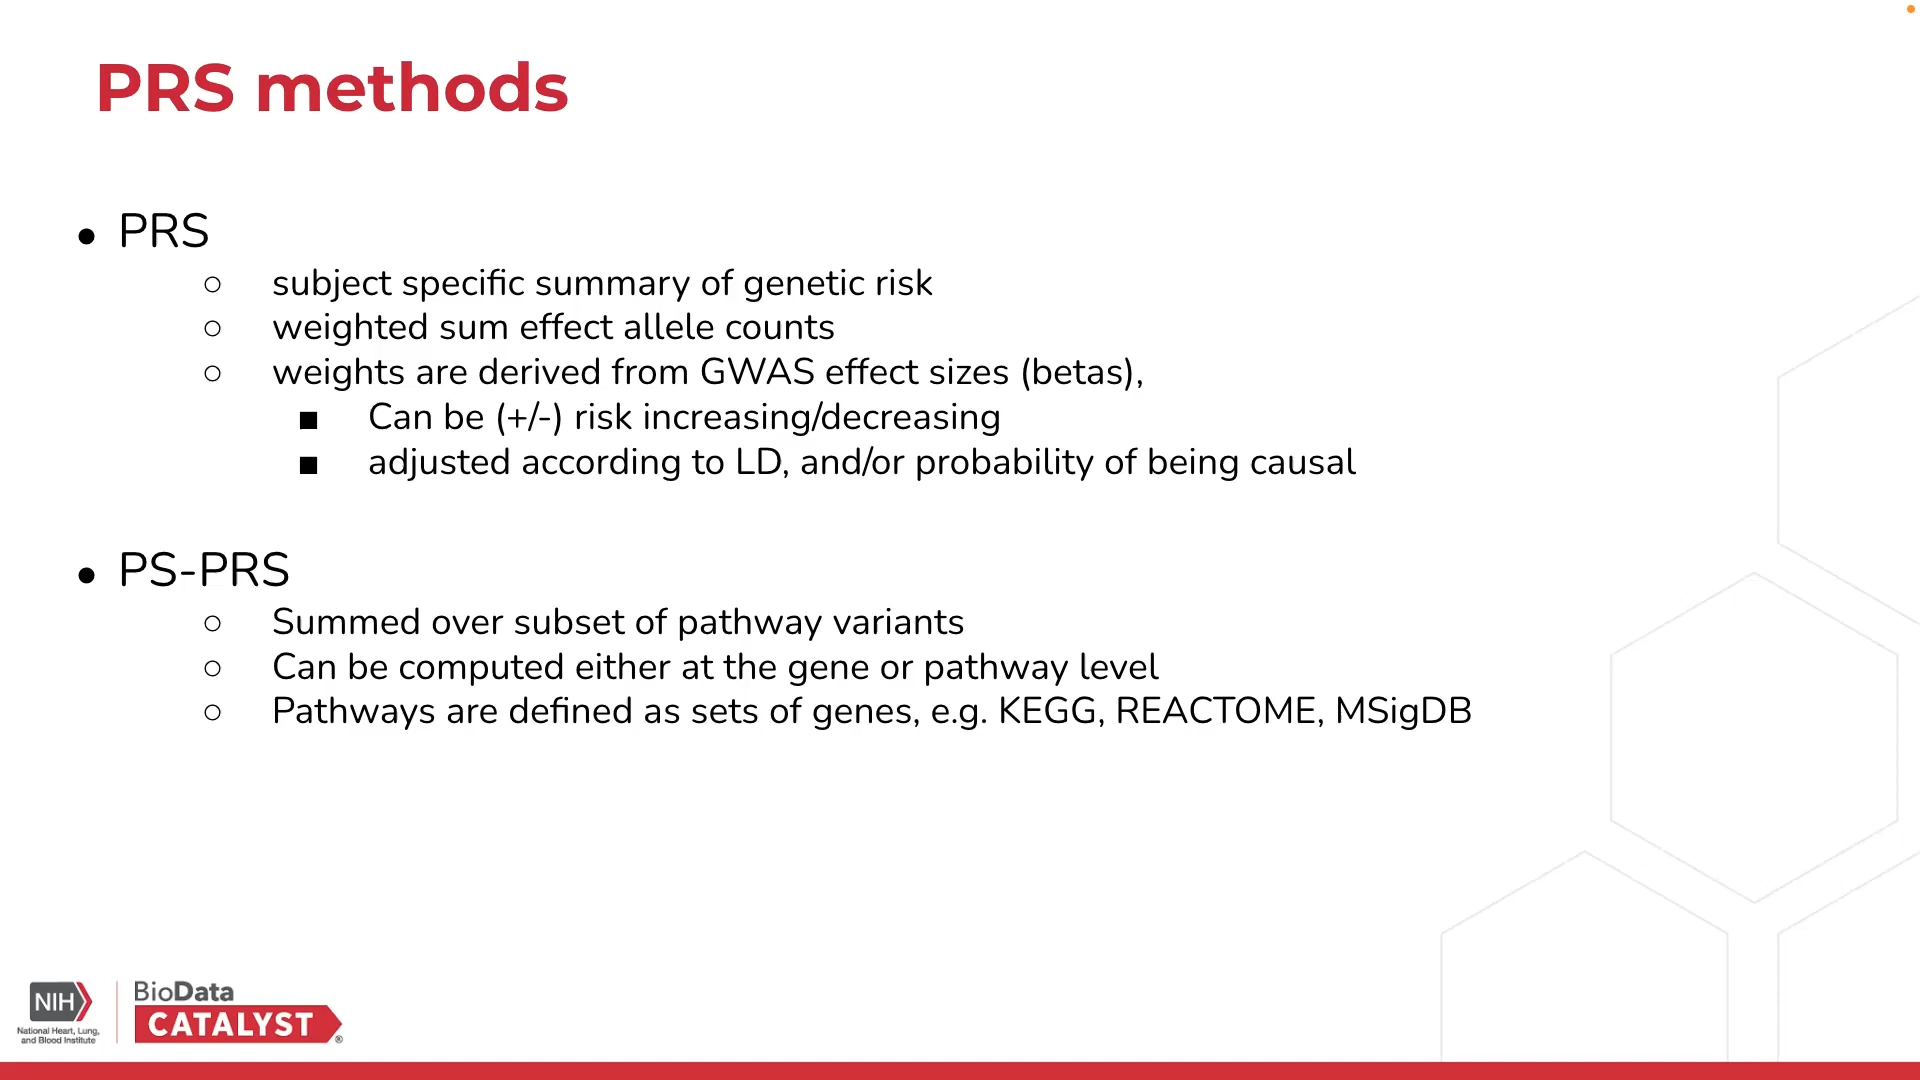 PRS methods
● PRS
○ subject specific summary of genetic risk
○ weighted sum effect allele counts
○ weights are derived from GWAS effect sizes (betas),
■ Can be (+/-) risk increasing/decreasing
■ adjusted according to LD, and/or probability of being causal
● PS-PRS
○ Summed over subset of pathway variants
○ Can be computed either at the gene or pathway level
○ Pathways are defined as sets of genes, e.g. KEGG, REACTOME, MSigDB
NIH
National Heart, Lung,
and Blood Institute
BioData
CATALYST®